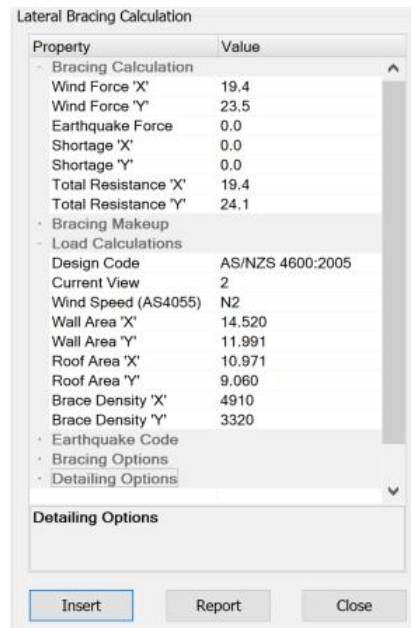 Lateral Bracing Calculation
Property Value
Bracing Calculation
Wind Force 'X' 19.4
Wind Force 'Y' 23.5
Earthquake Force 0.0
Shortage 'X' 0.0
Shortage 'Y' 0.0
Total Resistance 'X' 19.4
Total Resistance 'Y' 24.1
Bracing Makeup
Load Calculations
Design Code AS/NZS 4600:2005
Current View 2
Wind Speed (AS4055) N2
Wall Area 'X' 14.520
Wall Area 'Y' 11.991
Roof Area 'X' 10.971
Roof Area 'Y' 9.060
Brace Density 'X' 4910
Brace Density 'Y' 3320
Earthquake Code
Bracing Options
Detailing Options
Detailing Options
Insert Report Close